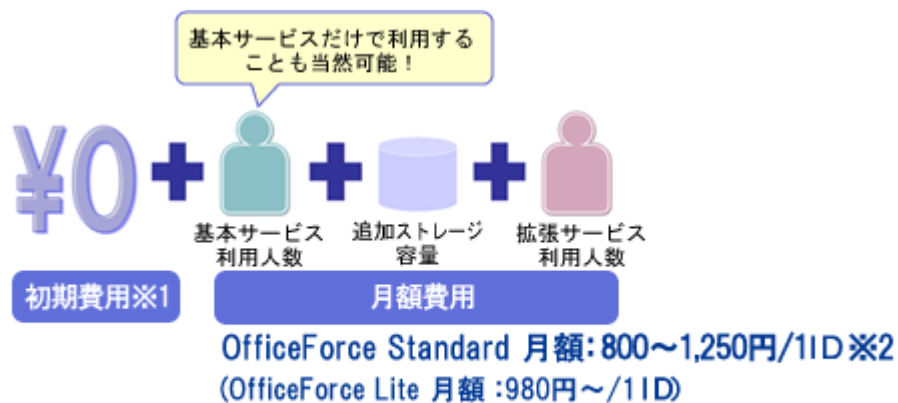 基本サービスだけで利用する
ことも当然可能！
¥0
基本サービス
利用人数
追加ストレージ
容量
拡張サービス
利用人数
初期費用※1
月額費用
OfficeForce Standard 月額：800～1,250円/1ID※2
(OfficeForce Lite 月額：980円～/1ID)